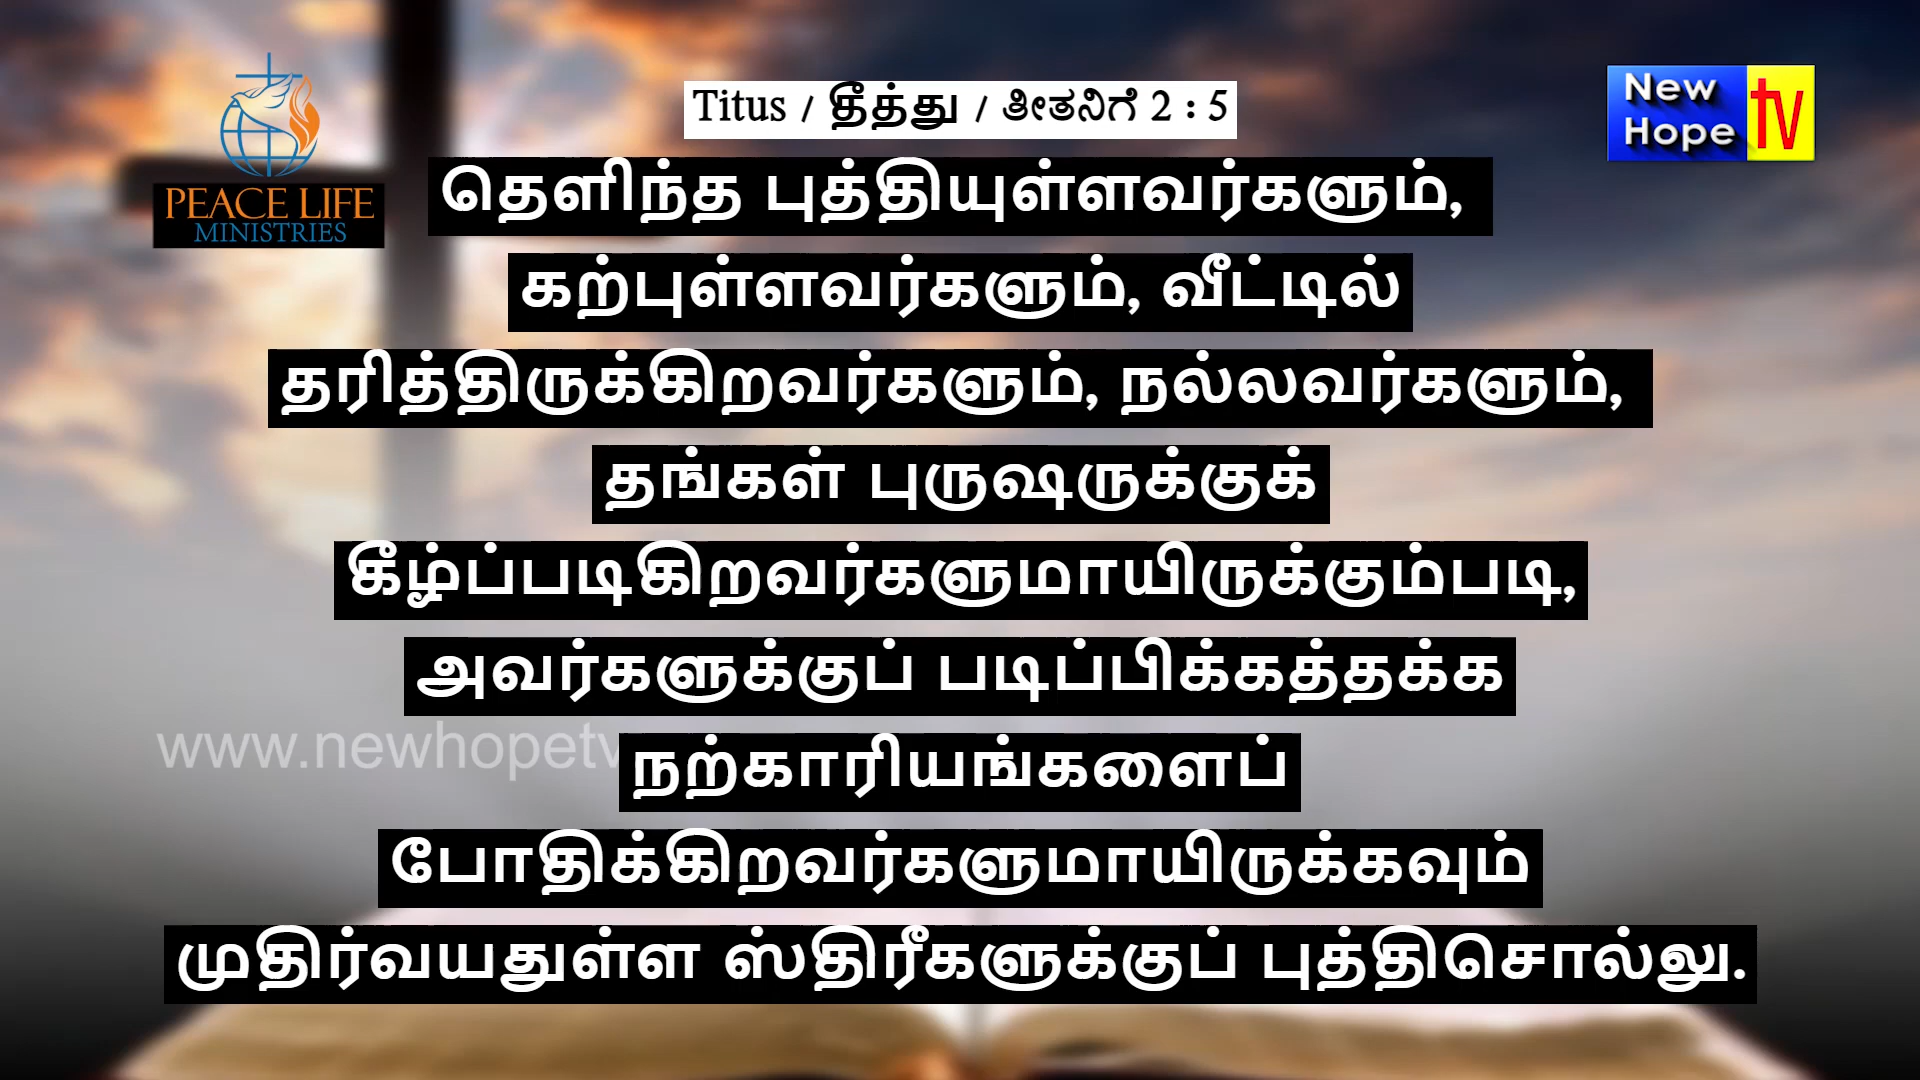 Titus / தீத்து / ತೀತನಿಗೆ 2 : 5
New Hope tv
PEACE LIFE
MINISTRIES
தெளிந்த புத்தியுள்ளவர்களும்,
கற்புள்ளவர்களும், வீட்டில்
தரித்திருக்கிறவர்களும், நல்லவர்களும்,
தங்கள் புருஷருக்குக்
கீழ்ப்படிகிறவர்களுமாயிருக்கும்படி,
அவர்களுக்குப் படிப்பிக்கத்தக்க
www.newhopetv
நற்காரியங்களைப்
போதிக்கிறவர்களுமாயிருக்கவும்
முதிர்வயதுள்ள ஸ்திரீகளுக்குப் புத்திசொல்லு.